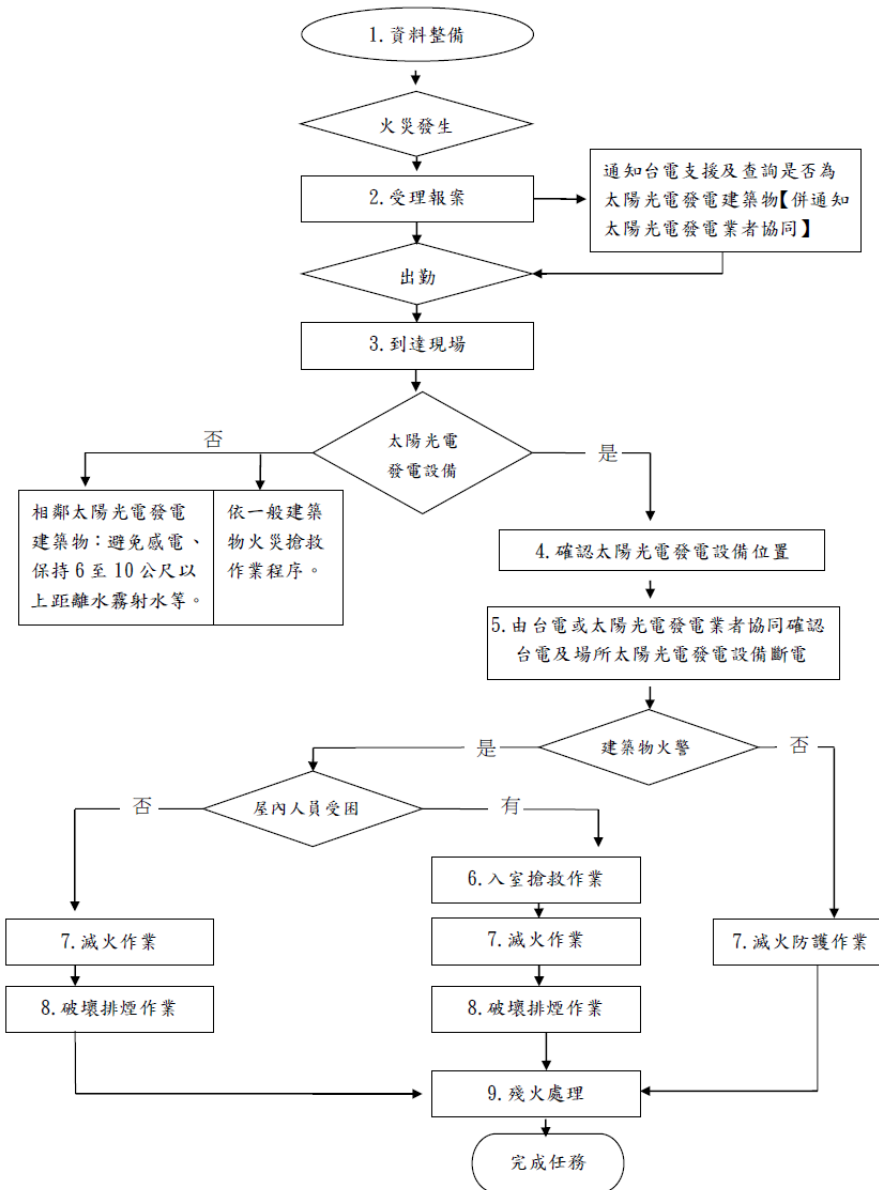 1.資料整備
火災發生
2.受理報案
通知台電支援及查詢是否為
太陽光電發電建築物【併通知
太陽光電發電業者協同】
出勤
3.到達現場
太陽光電
發電設備
否
是
相鄰太陽光電發電
建築物：避免感電、
保持6至10公尺以
上距離水霧射水等。
依一般建築
物火災搶救
作業程序。
4.確認太陽光電發電設備位置
5.由台電或太陽光電發電業者協同確認
台電及場所太陽光電發電設備斷電
建築物火警
是
否
屋內人員受困
否
有
6.入室搶救作業
7.滅火作業
7.滅火作業
7.滅火防護作業
8.破壞排煙作業
8.破壞排煙作業
9.殘火處理
完成任務